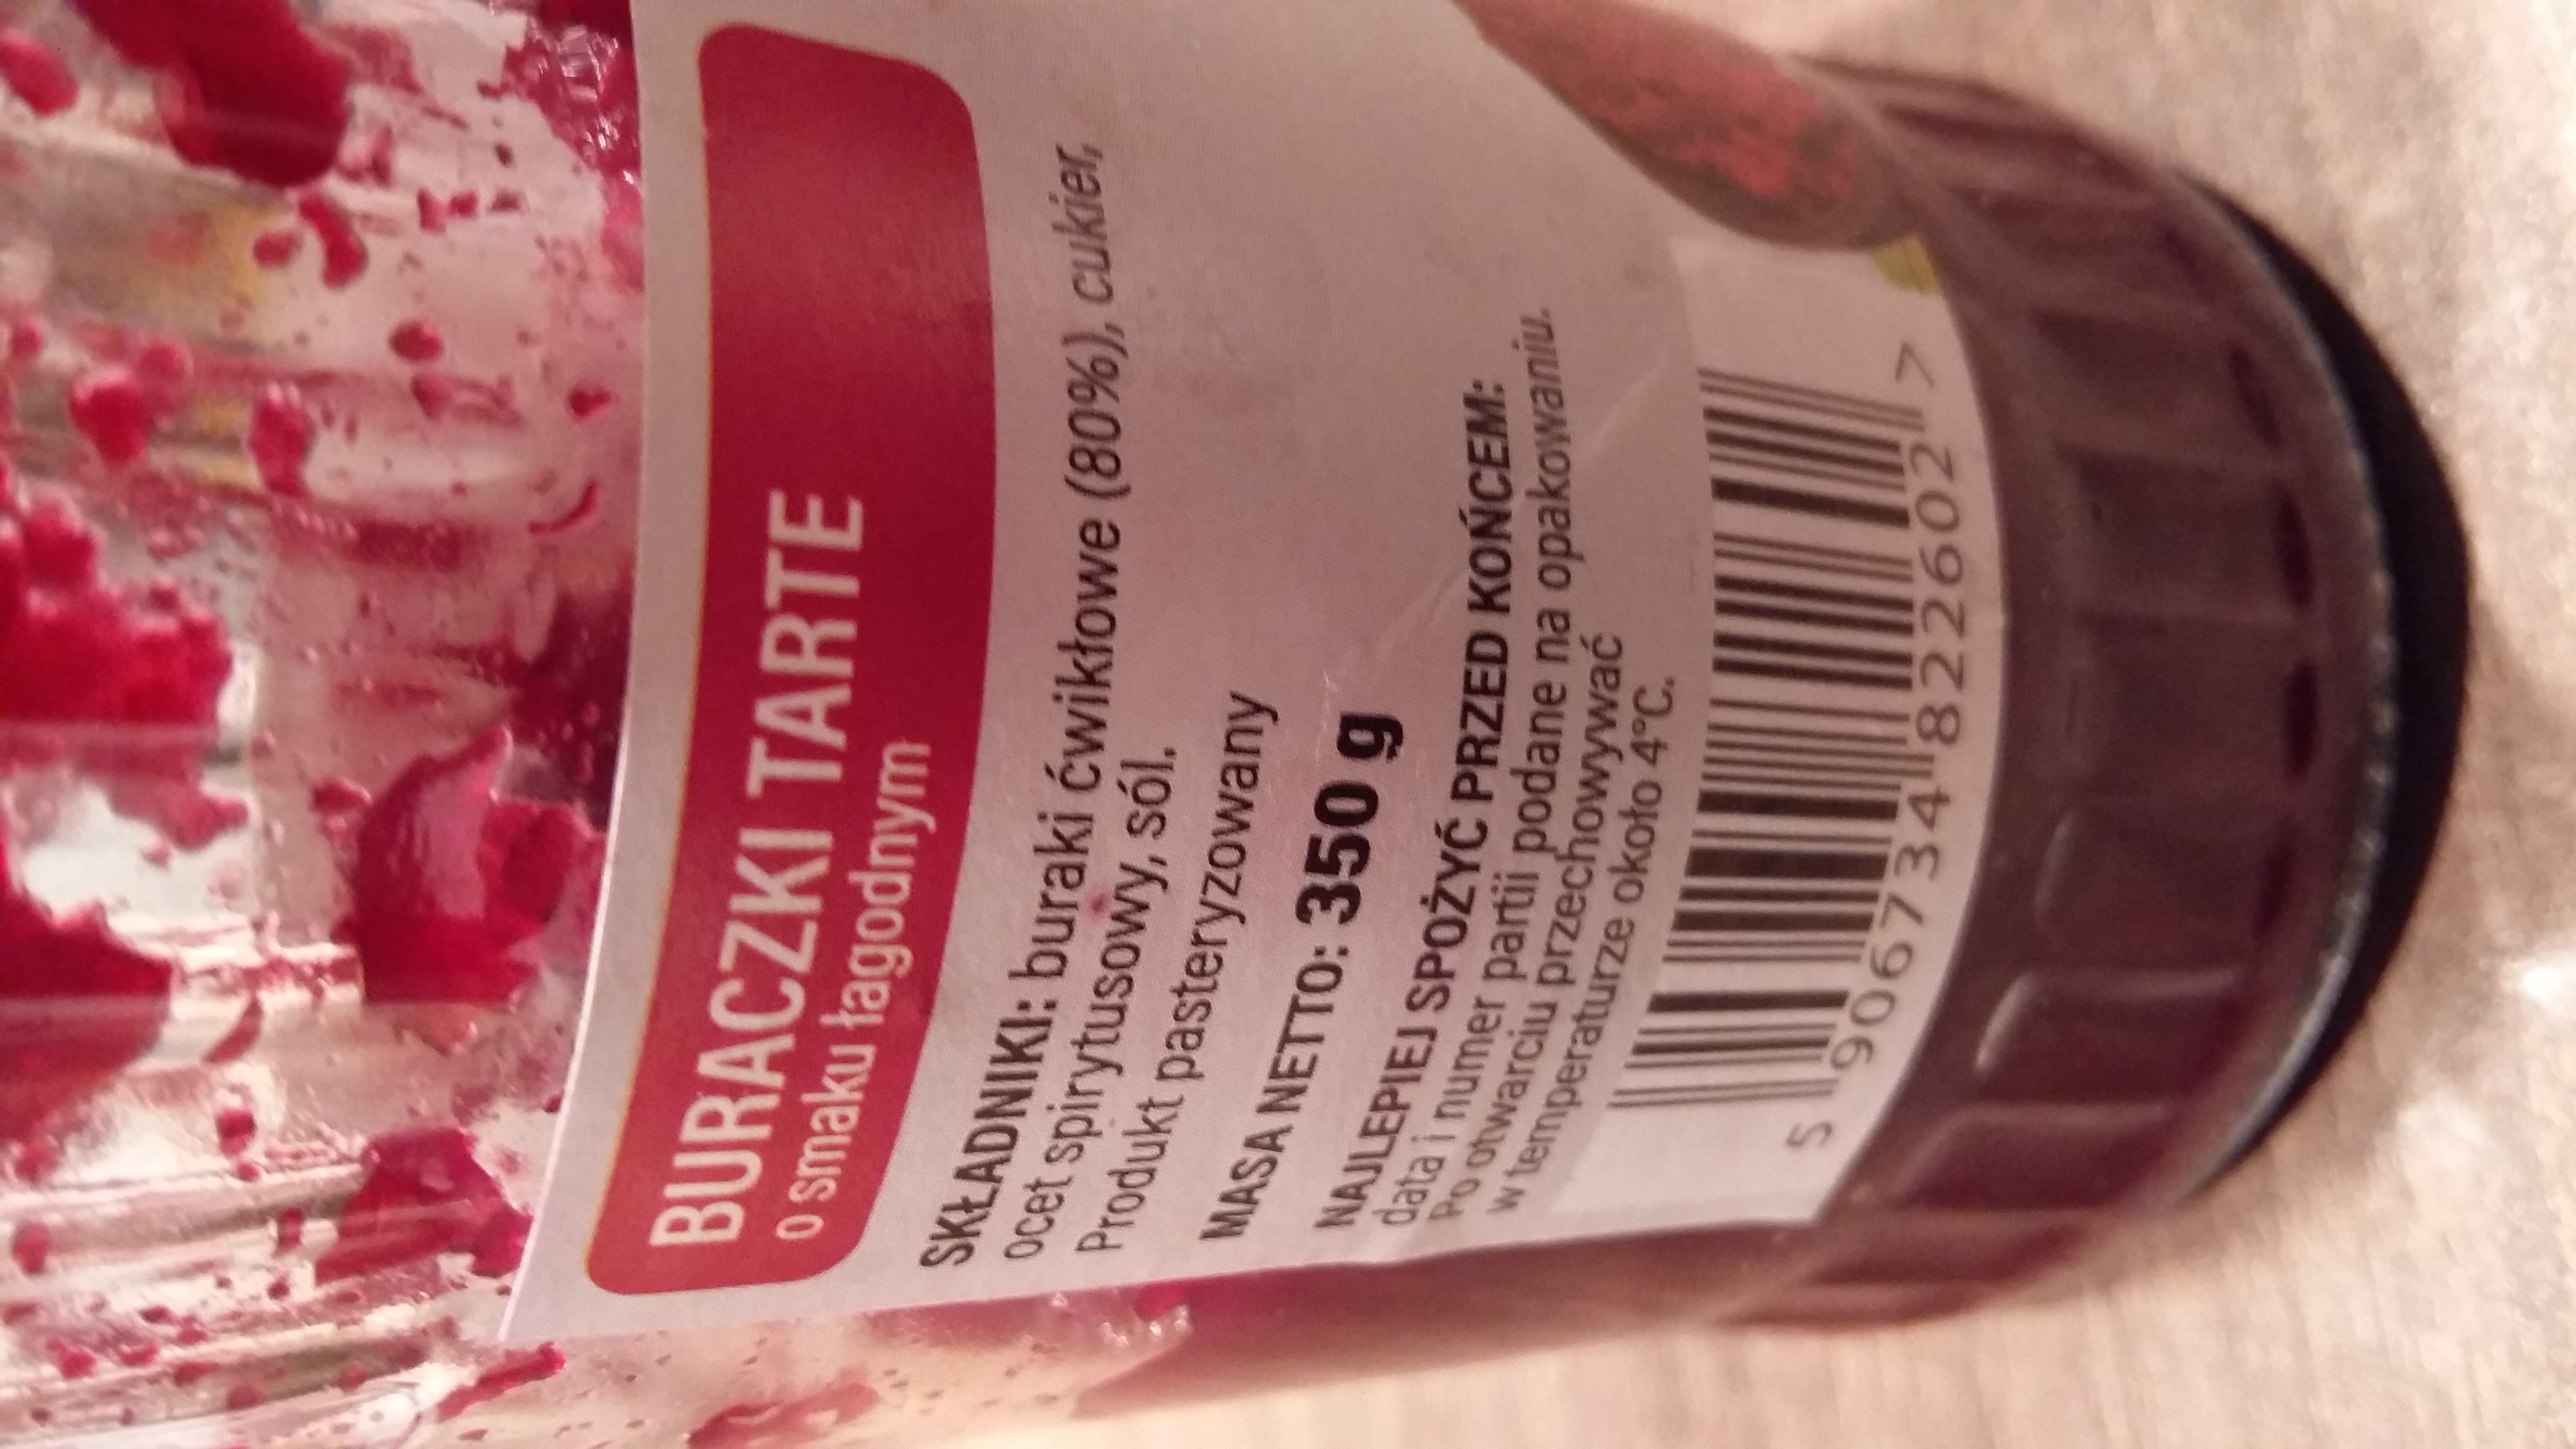 BURACZKI TARTE
o smaku łagodnym
SKŁADNIKI: buraki ćwikłowe (80%), cukier,
ocet spirytusowy, sól.
Produkt pasteryzowany
MASA NETTO: 350 g
NAJLEPIEJ SPOŻYĆ PRZED KOŃCEM:
data i numer partii podane na opakowaniu.
Po otwarciu przechowywać
w temperaturze około 4°C.
5 906734 822602 7